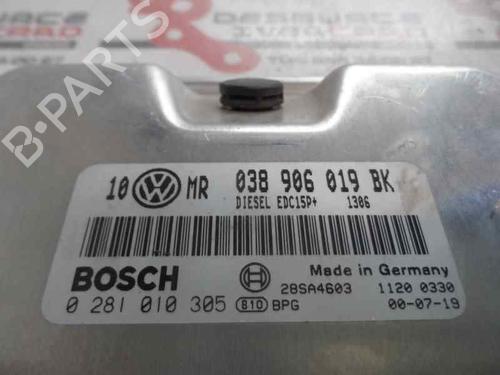 B-PARTS
10 MR 038 906 019 BK
DIESEL EDC15P+ 1306
BOSCH
Made in Germany
28SA4603 1120 0330
0 281 010 305 810 BPG 00-07-19